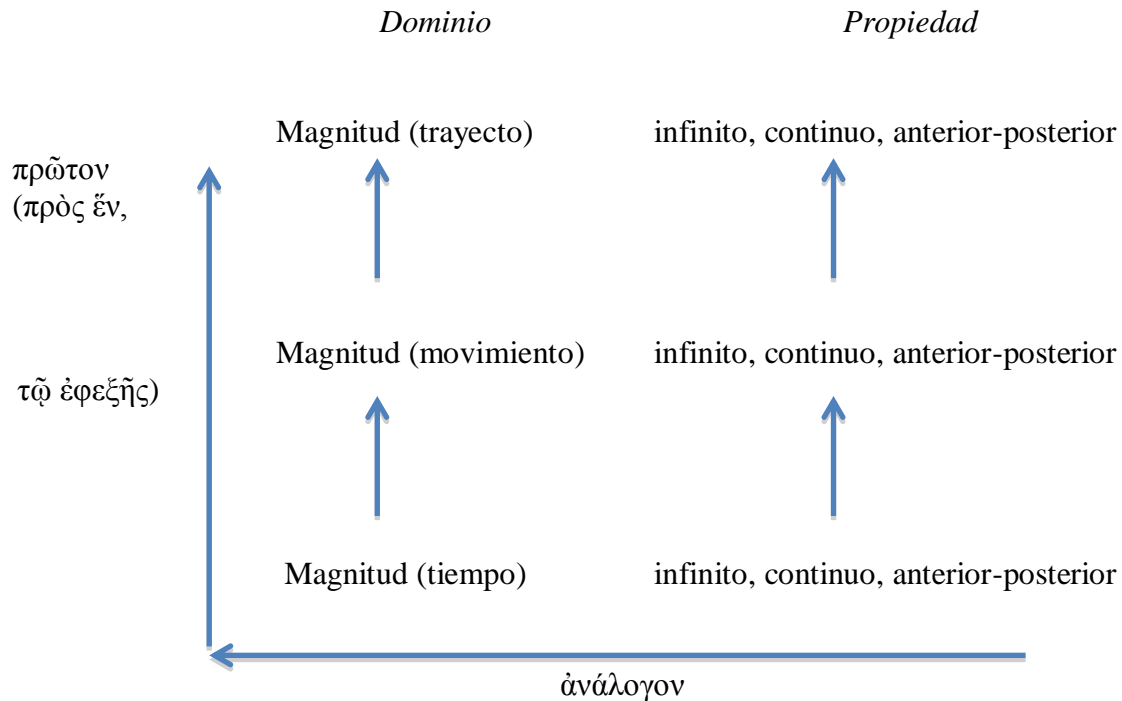 Dominio Propiedad
Magnitud (trayecto) infinito, continuo, anterior-posterior
πρῶτον
(πρὸς ἕν,
Magnitud (movimiento) infinito, continuo, anterior-posterior
τῷ ἐφεξῆς)
Magnitud (tiempo) infinito, continuo, anterior-posterior
ἀνάλογον